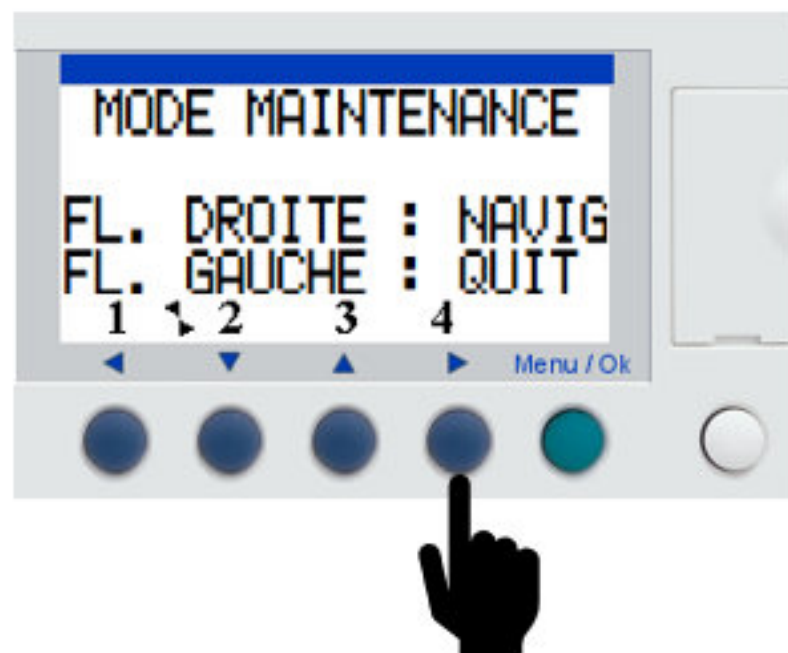 MODE MAINTENANCE
FL. DROITE : NAVIG
FL. GAUCHE : QUIT
1 2 3 4
Menu / Ok